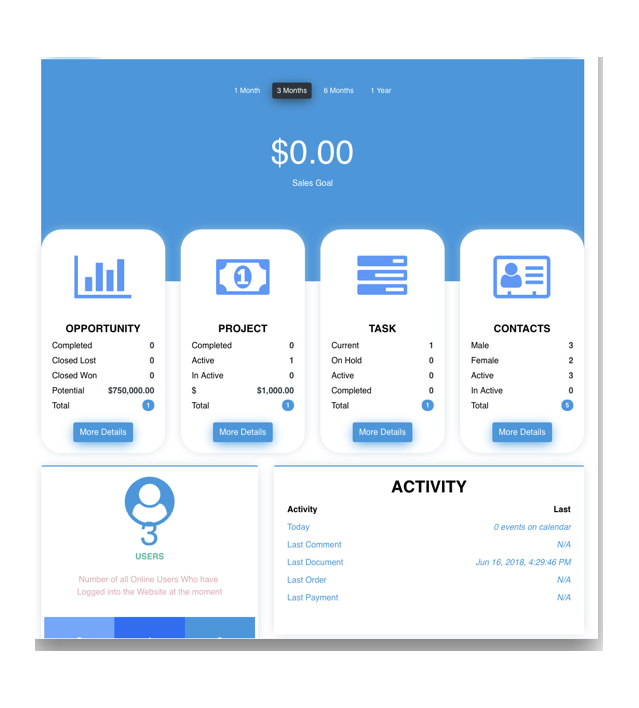 1 Month 3 Months 6 Months 1 Year
$0.00
Sales Goal
1
OPPORTUNITY
Completed 0
Closed Lost 0
Closed Won 0
Potential $750,000.00
Total 1
More Details
PROJECT
Completed 0
Active 1
In Active 0
$ $1,000.00
Total 1
More Details
TASK
Current 1
On Hold 0
Active 0
Completed 0
Total 1
More Details
CONTACTS
Male 3
Female 2
Active 3
In Active 0
Total 5
More Details
3
USERS
Number of all Online Users Who have
Logged into the Website at the moment
ACTIVITY
Activity Last
Today 0 events on calendar
Last Comment N/A
Last Document Jun 16, 2018, 4:29:46 PM
Last Order N/A
Last Payment N/A